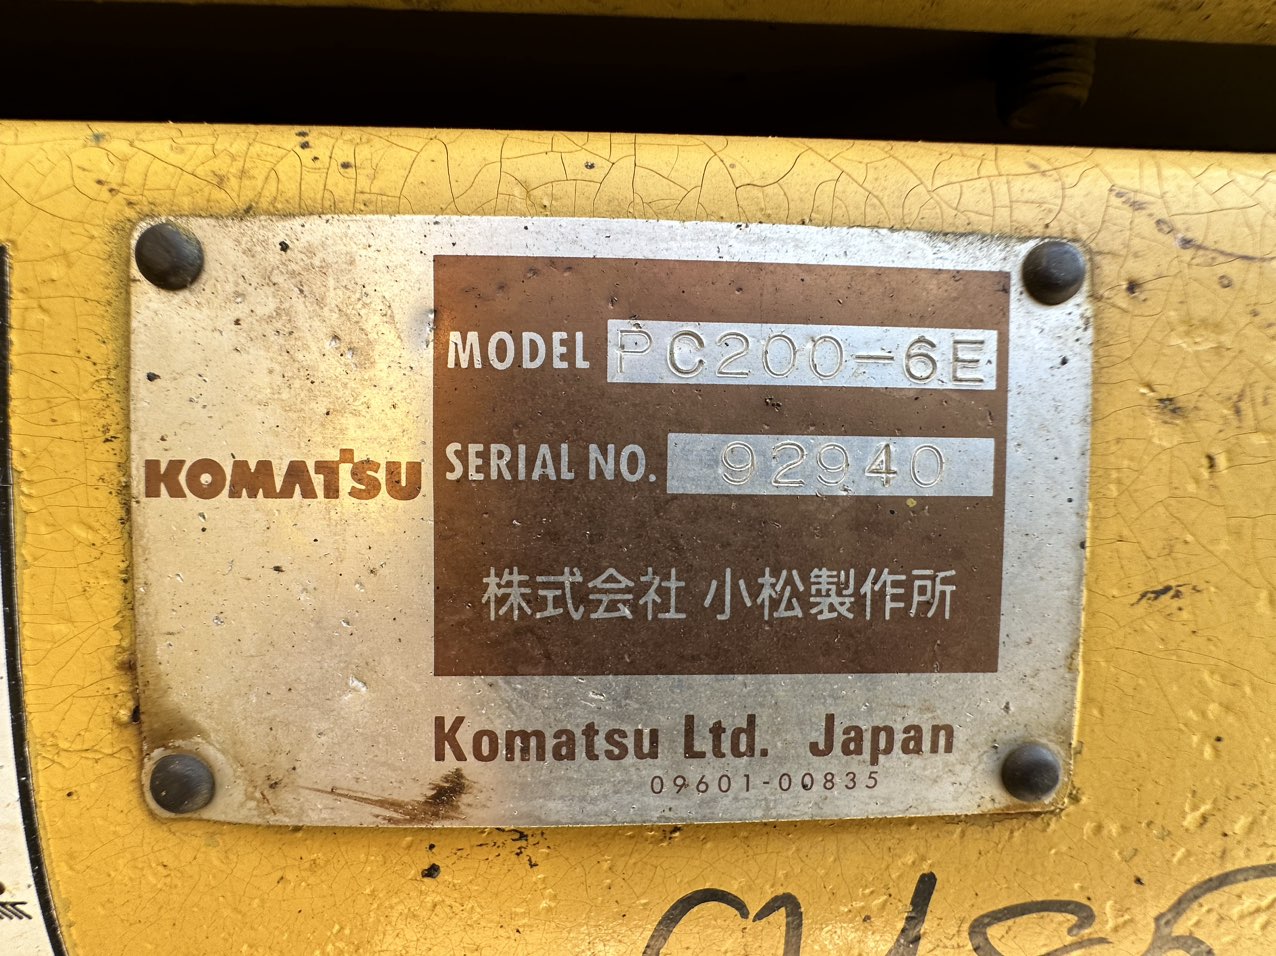 KOMATSU
MODEL PC200-6E
SERIAL NO. 92940
株式会社 小松製作所
Komatsu Ltd. Japan
09601-00835